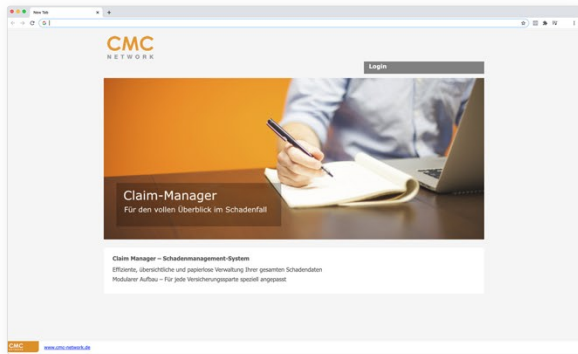 New Tab
CMC
NETWORK
Login
Claim-Manager
Für den vollen Überblick im Schadenfall
Claim Manager – Schadenmanagement-System
Effiziente, übersichtliche und papierlose Verwaltung Ihrer gesamten Schadendaten
Modularer Aufbau – Für jede Versicherungssparte speziell angepasst
CMC
www.cmc-network.de